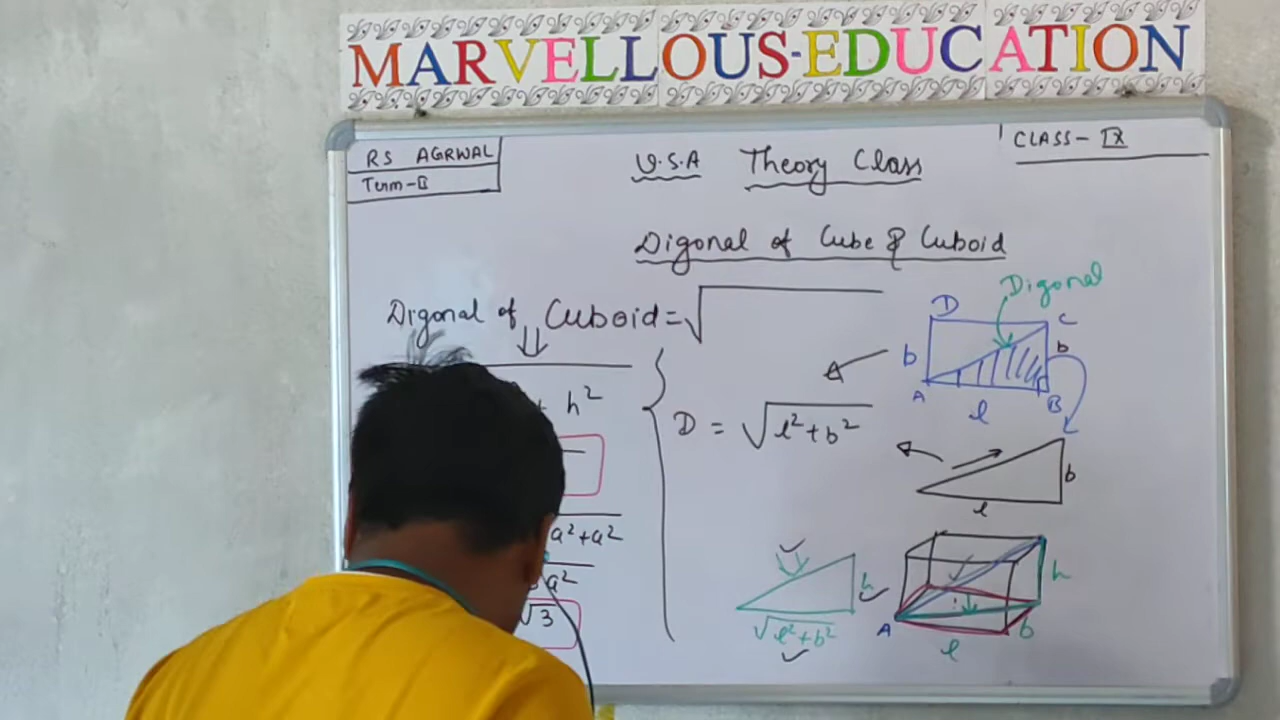 MARVELLOUS-EDUCATION
RS AGRWAL
Term-II
U.S.A Theory Class
CLASS-IX
Digonal of Cube & Cuboid
Digonal of Cuboid=√
Digonal
D
C
b
b
A
l
B
+ h²
D = √l²+b²
b
l
a²+a²
a²
√3
h
√l²+b²
h
A
b
l